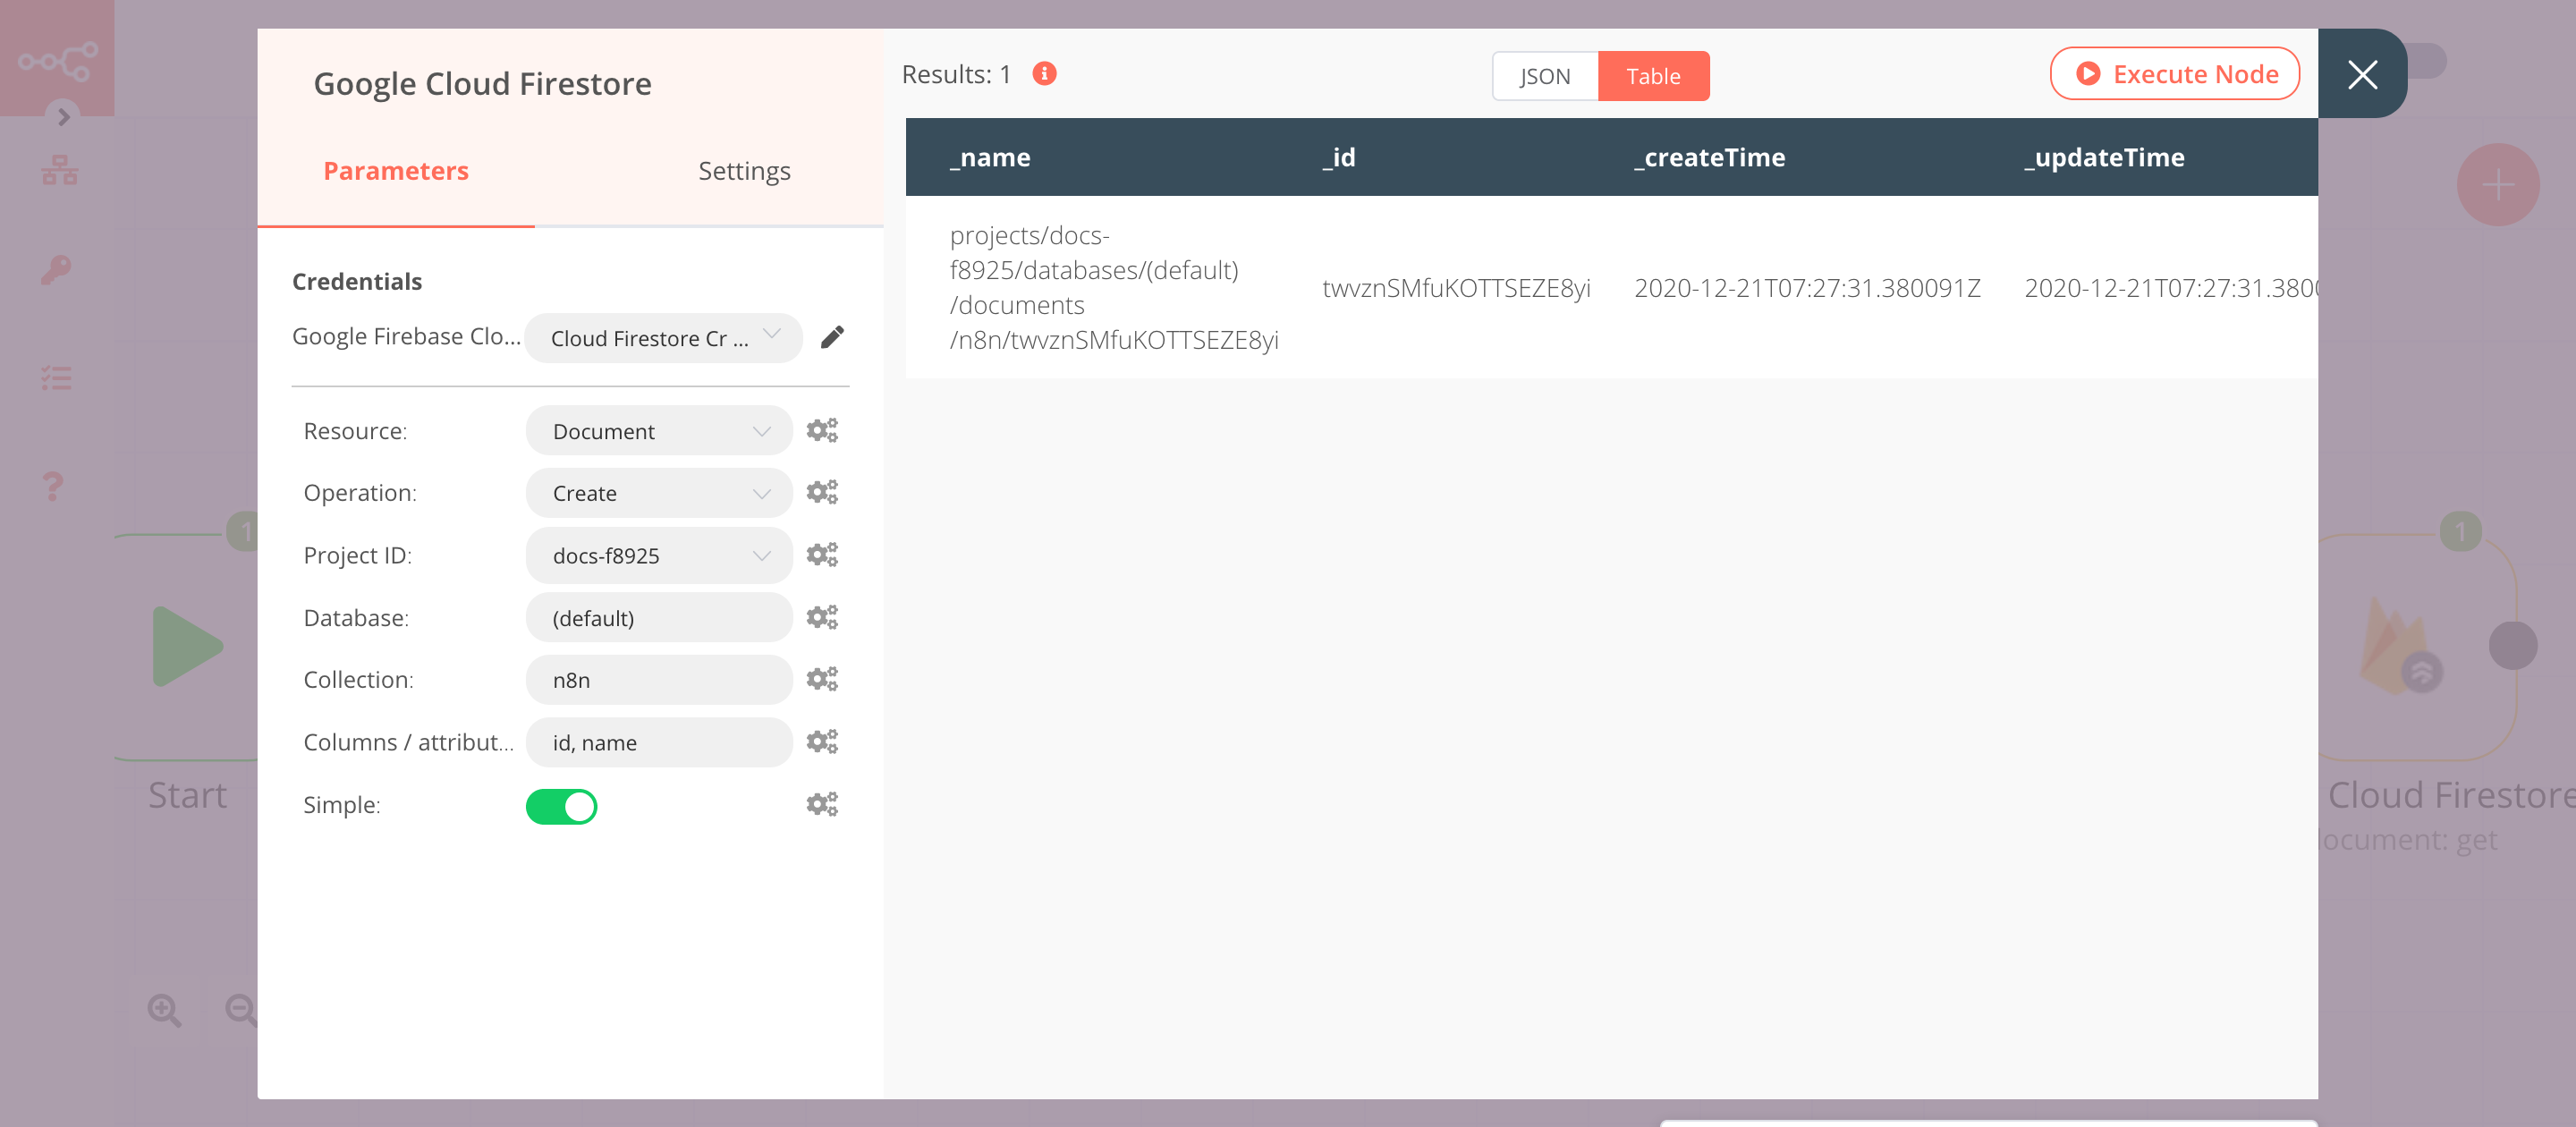 Google Cloud Firestore
Parameters
Settings
Credentials
Google Firebase Clo...
Cloud Firestore Cr ...
Resource:
Document
Operation:
Create
Project ID:
docs-f8925
Database:
(default)
Collection:
n8n
Columns / attribut...
id, name
Simple:
Results: 1
JSON
Table
Execute Node
_name
_id
_createTime
_updateTime
projects/docs-
f8925/databases/(default)
/documents
/n8n/twvznSMfuKOTTSEZE8yi
twvznSMfuKOTTSEZE8yi
2020-12-21T07:27:31.380091Z
2020-12-21T07:27:31.380
1
Start
1
Cloud Firestore
document: get